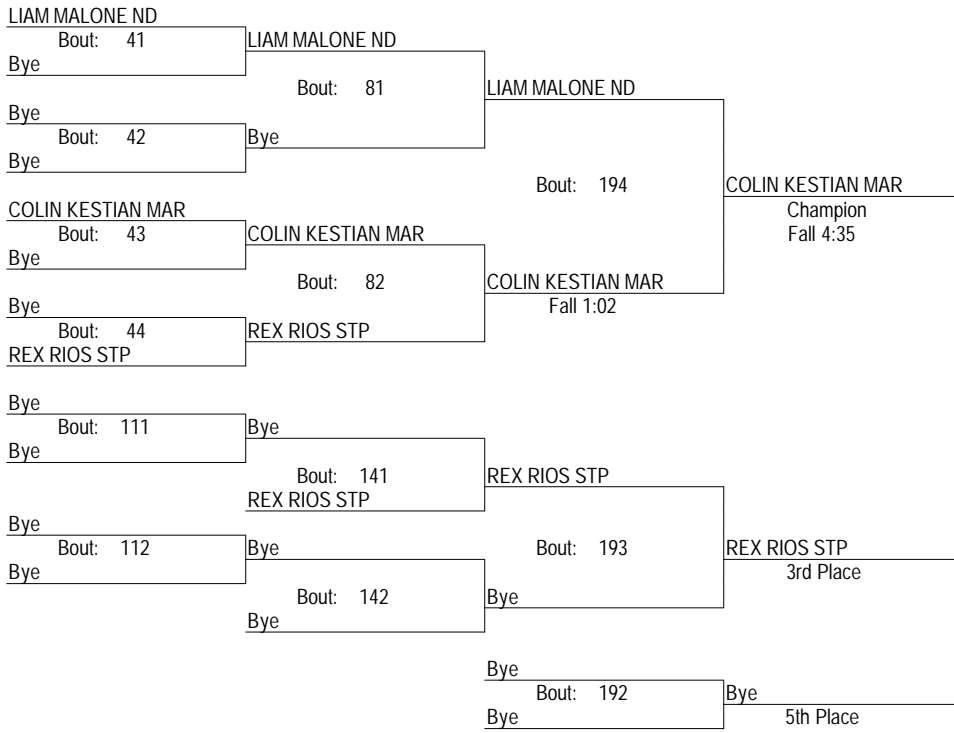 LIAM MALONE ND
Bout: 41
Bye
LIAM MALONE ND
Bout: 81
Bye
Bye
Bout: 42
Bye
LIAM MALONE ND
Bout: 194
COLIN KESTIAN MAR
Champion
Fall 4:35
COLIN KESTIAN MAR
Bout: 43
Bye
COLIN KESTIAN MAR
Bout: 82
REX RIOS STP
COLIN KESTIAN MAR
Fall 1:02
Bye
Bout: 44
REX RIOS STP
Bye
Bout: 111
Bye
Bye
Bout: 141
REX RIOS STP
REX RIOS STP
Bye
Bout: 112
Bye
Bye
Bout: 142
Bye
Bout: 193
Bye
REX RIOS STP
3rd Place
Bye
Bout: 192
Bye
Bye
5th Place